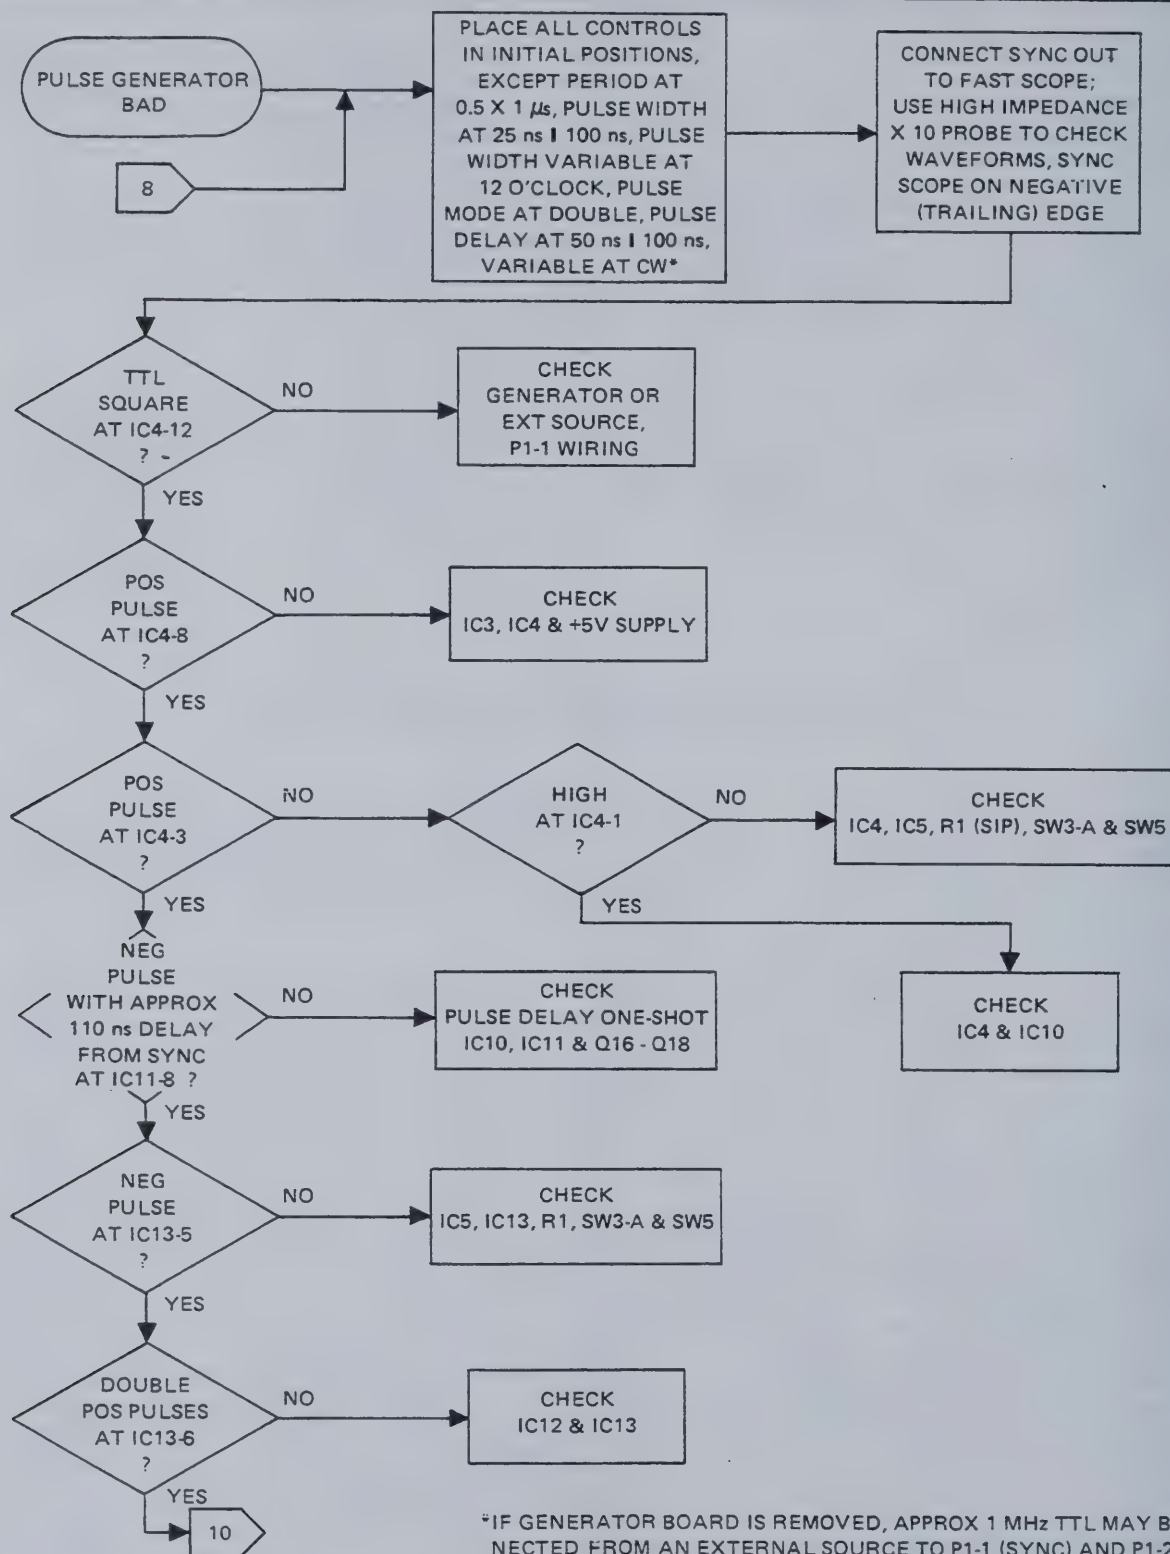 PULSE GENERATOR
BAD
8
PLACE ALL CONTROLS
IN INITIAL POSITIONS,
EXCEPT PERIOD AT
0.5 X 1 μs, PULSE WIDTH
AT 25 ns I 100 ns, PULSE
WIDTH VARIABLE AT
12 O'CLOCK, PULSE
MODE AT DOUBLE, PULSE
DELAY AT 50 ns I 100 ns,
VARIABLE AT CW*
CONNECT SYNC OUT
TO FAST SCOPE;
USE HIGH IMPEDANCE
X 10 PROBE TO CHECK
WAVEFORMS, SYNC
SCOPE ON NEGATIVE
(TRAILING) EDGE
TTL
SQUARE
AT IC4-12
? -
NO
CHECK
GENERATOR OR
EXT SOURCE,
P1-1 WIRING
YES
POS
PULSE
AT IC4-8
?
NO
CHECK
IC3, IC4 & +5V SUPPLY
YES
POS
PULSE
AT IC4-3
?
NO
HIGH
AT IC4-1
?
NO
CHECK
IC4, IC5, R1 (SIP), SW3-A & SW5
YES
YES
CHECK
IC4 & IC10
NEG
PULSE
WITH APPROX
110 ns DELAY
FROM SYNC
AT IC11-8 ?
NO
CHECK
PULSE DELAY ONE-SHOT
IC10, IC11 & Q16 - Q18
YES
NEG
PULSE
AT IC13-5
?
NO
CHECK
IC5, IC13, R1, SW3-A & SW5
YES
DOUBLE
POS PULSES
AT IC13-6
?
NO
CHECK
IC12 & IC13
YES
10
*IF GENERATOR BOARD IS REMOVED, APPROX 1 MHz TTL MAY B
NECTED FROM AN EXTERNAL SOURCE TO P1-1 (SYNC) AND P1-2